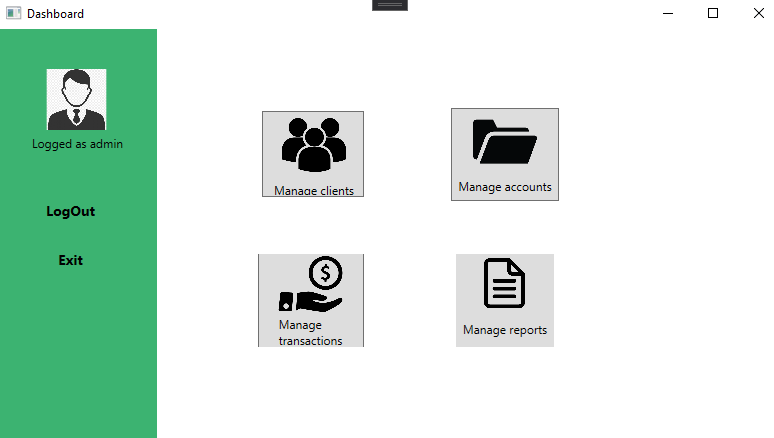 Dashboard
Logged as admin
LogOut
Exit
Manage clients
Manage accounts
$
Manage
transactions
Manage reports